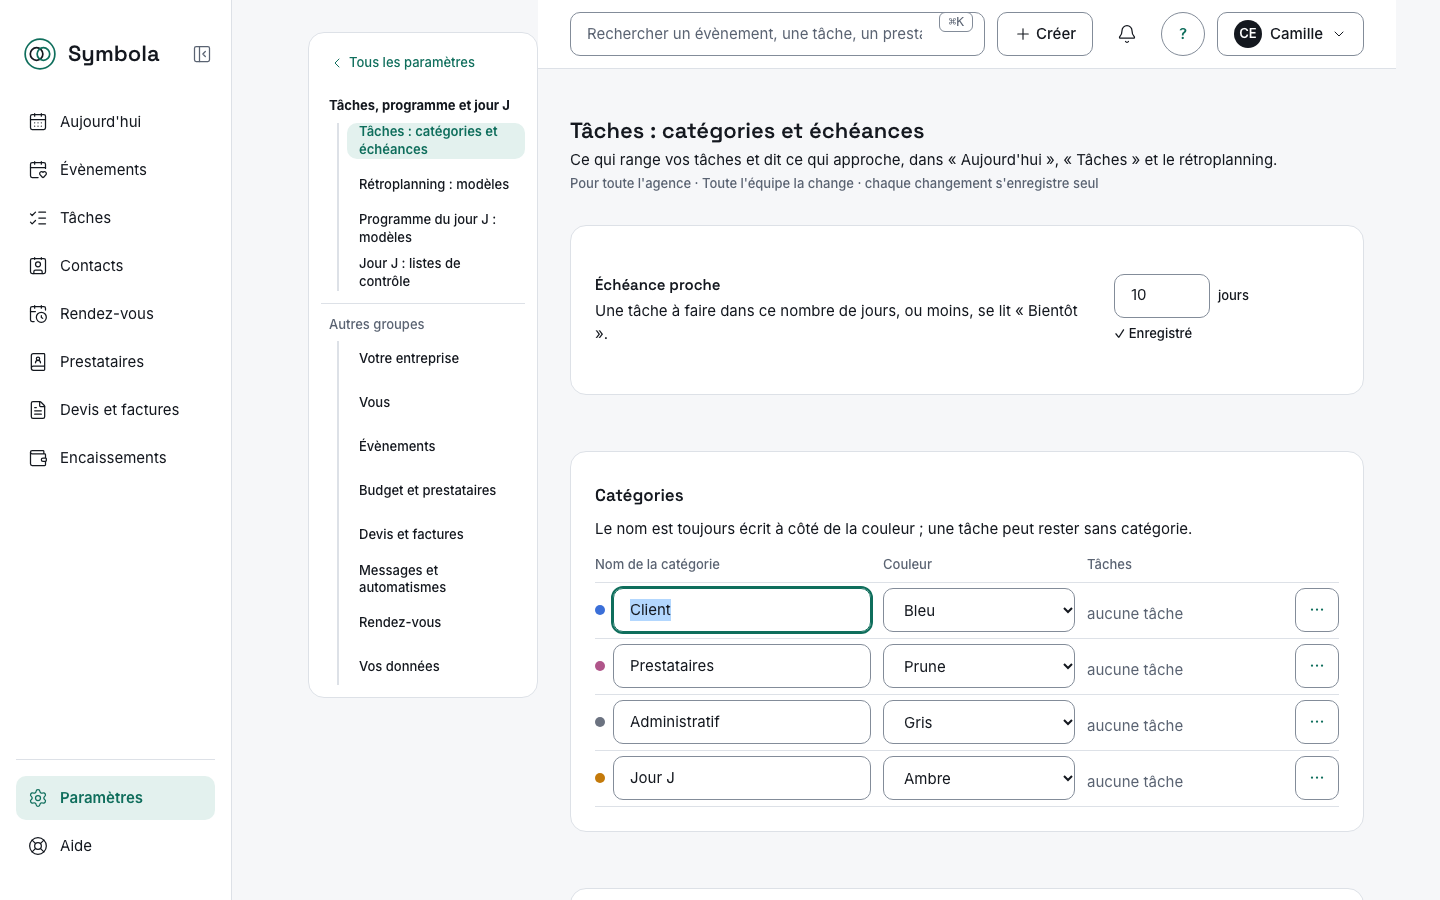 Symbola
Aujourd'hui
Évènements
Tâches
Contacts
Rendez-vous
Prestataires
Devis et factures
Encaissements
Paramètres
Aide
Tous les paramètres
Tâches, programme et jour J
Tâches : catégories et
échéances
Rétroplanning : modèles
Programme du jour J :
modèles
Jour J : listes de
contrôle
Autres groupes
Votre entreprise
Vous
Évènements
Budget et prestataires
Devis et factures
Messages et
automatismes
Rendez-vous
Vos données
Rechercher un évènement, une tâche, un presta
⌘K
Créer
?
CE
Camille
Tâches : catégories et échéances
Ce qui range vos tâches et dit ce qui approche, dans « Aujourd'hui », « Tâches » et le rétroplanning.
Pour toute l'agence · Toute l'équipe la change · chaque changement s'enregistre seul
Échéance proche
Une tâche à faire dans ce nombre de jours, ou moins, se lit « Bientôt
».
10 jours
✓ Enregistré
Catégories
Le nom est toujours écrit à côté de la couleur ; une tâche peut rester sans catégorie.
Nom de la catégorie Couleur Tâches
Client Bleu aucune tâche ...
Prestataires Prune aucune tâche ...
Administratif Gris aucune tâche ...
Jour J Ambre aucune tâche ...